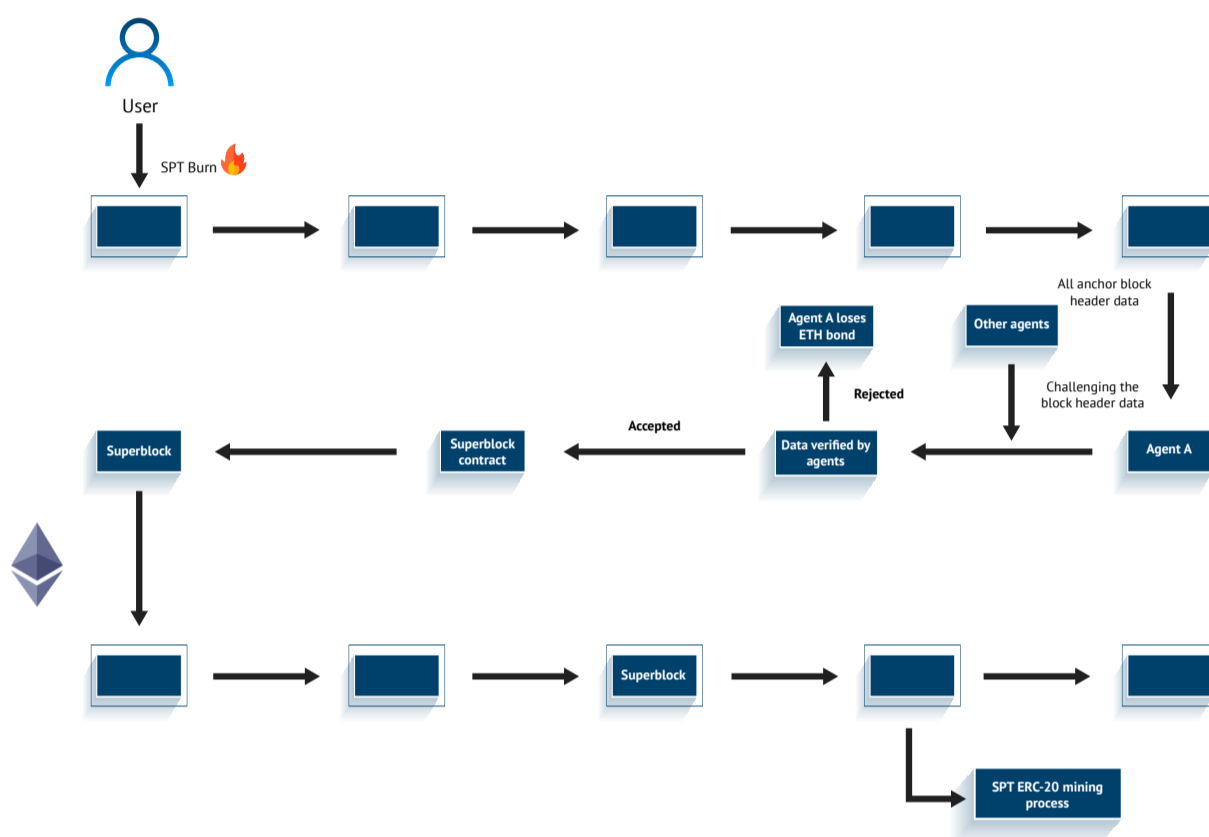 User
SPT Burn
All anchor block
header data
Agent A loses
ETH bond
Other agents
Rejected
Challenging the
block header data
Accepted
Superblock
Superblock
contract
Data verified by
agents
Agent A
Superblock
SPT ERC-20 mining
process